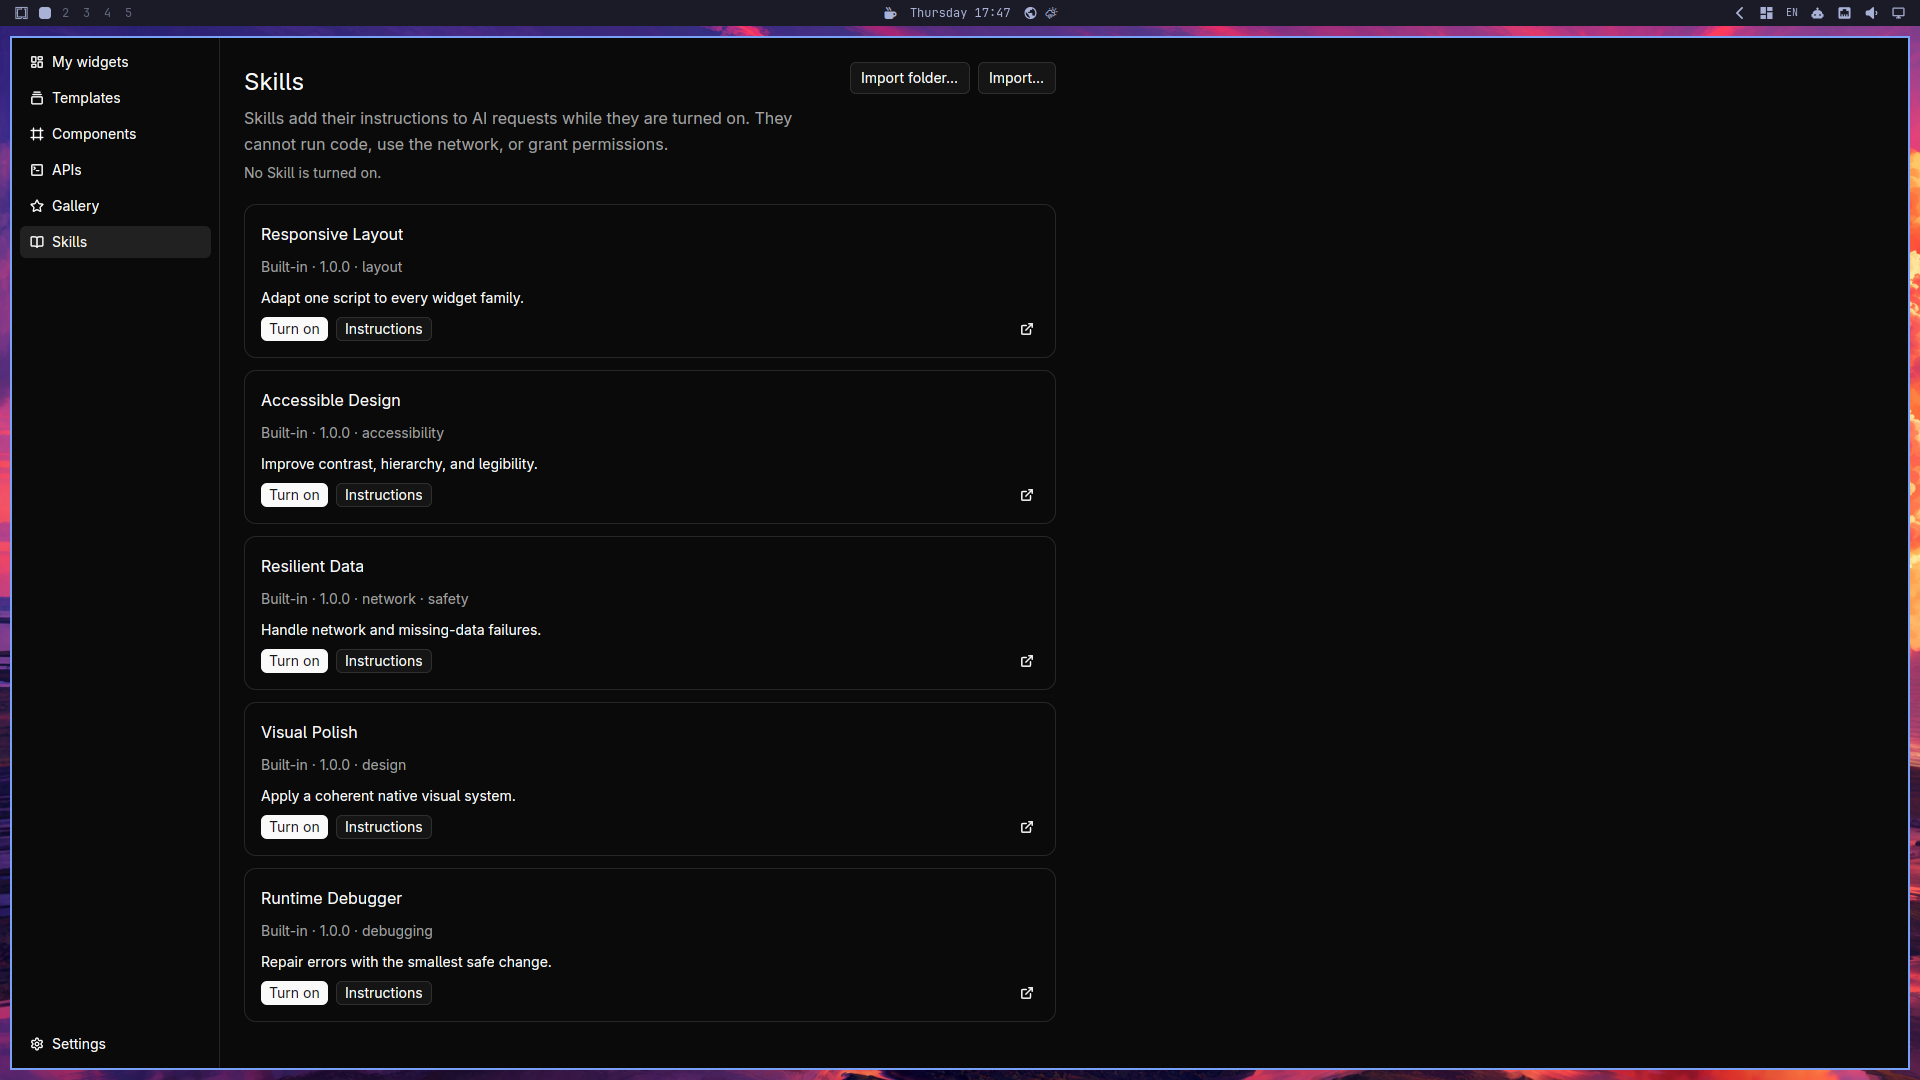 2 3 4 5
Thursday 17:47
EN
My widgets
Templates
Components
APIs
Gallery
Skills
Settings
Skills
Import folder...
Import...
Skills add their instructions to AI requests while they are turned on. They
cannot run code, use the network, or grant permissions.
No Skill is turned on.
Responsive Layout
Built-in · 1.0.0 · layout
Adapt one script to every widget family.
Turn on
Instructions
Accessible Design
Built-in · 1.0.0 · accessibility
Improve contrast, hierarchy, and legibility.
Turn on
Instructions
Resilient Data
Built-in · 1.0.0 · network · safety
Handle network and missing-data failures.
Turn on
Instructions
Visual Polish
Built-in · 1.0.0 · design
Apply a coherent native visual system.
Turn on
Instructions
Runtime Debugger
Built-in · 1.0.0 · debugging
Repair errors with the smallest safe change.
Turn on
Instructions